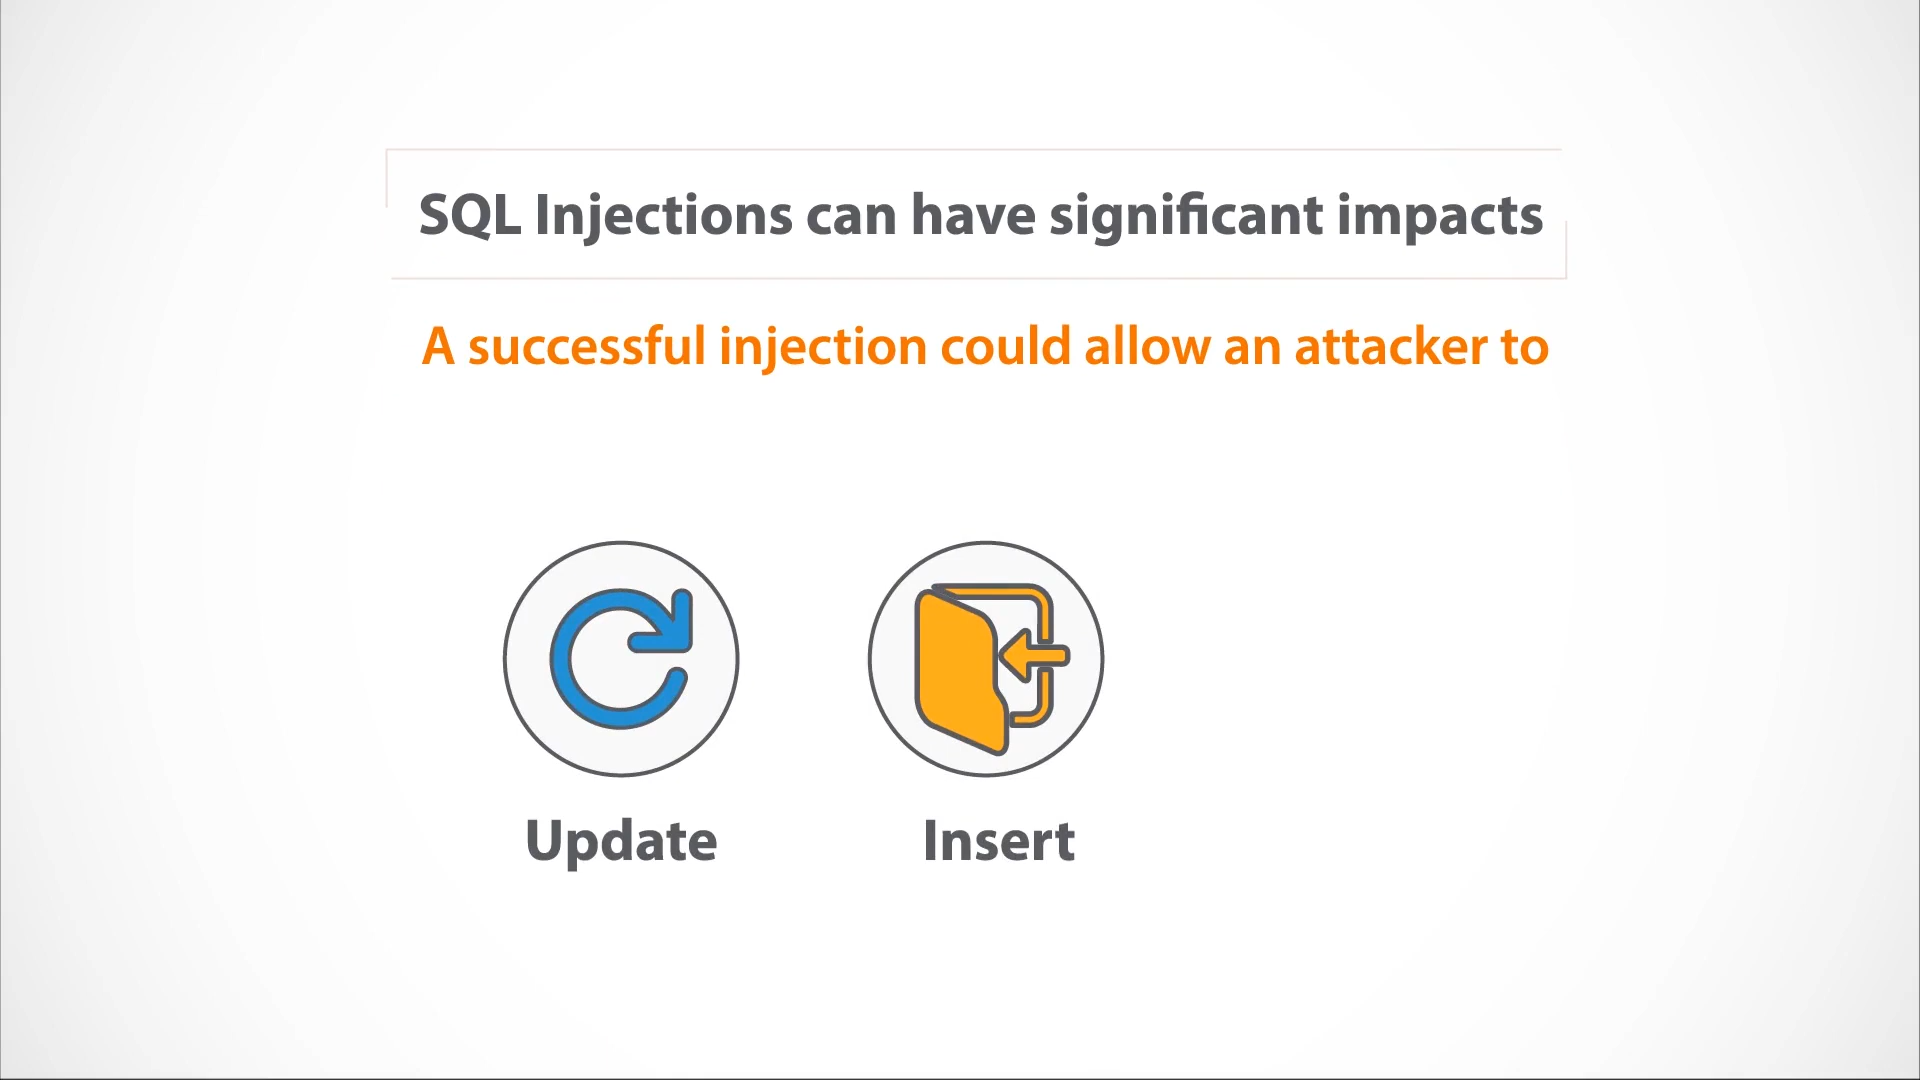 SQL Injections can have significant impacts
A successful injection could allow an attacker to
Update
Insert